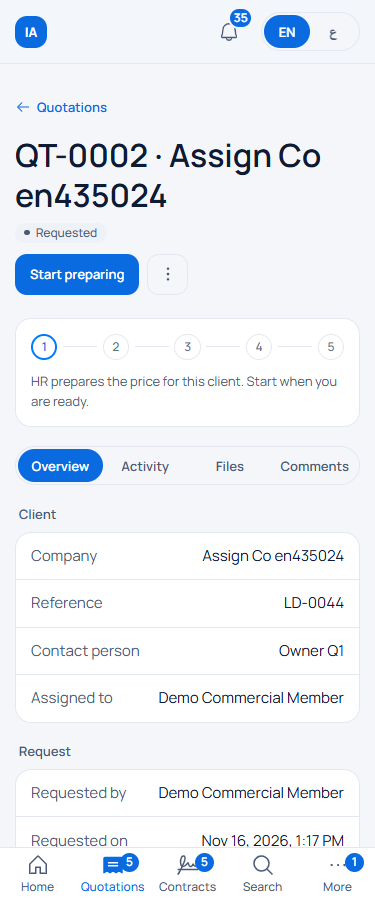 IA
35
EN
ع
← Quotations
QT-0002 · Assign Co
en435024
Requested
Start preparing
1 2 3 4 5
HR prepares the price for this client. Start when you
are ready.
Overview Activity Files Comments
Client
Company Assign Co en435024
Reference LD-0044
Contact person Owner Q1
Assigned to Demo Commercial Member
Request
Requested by Demo Commercial Member
Requested on Nov 16, 2026, 1:17 PM
5 5 1
Home Quotations Contracts Search More